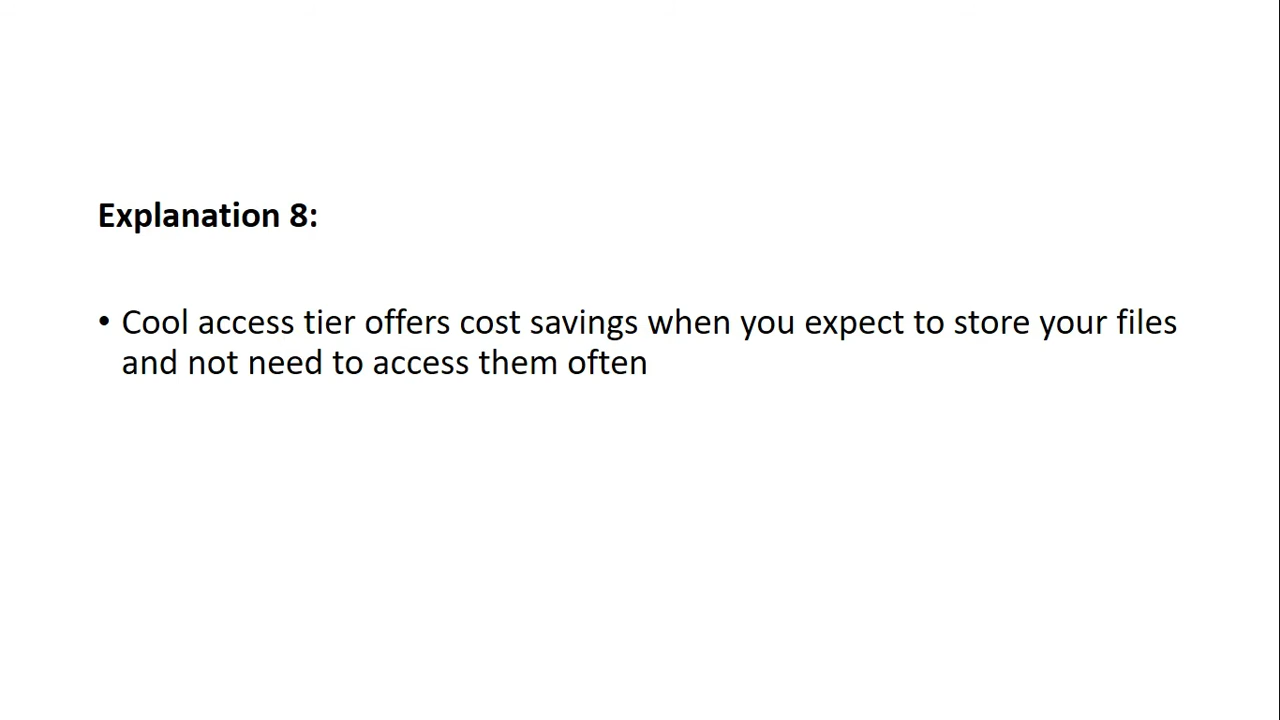 Explanation 8:
• Cool access tier offers cost savings when you expect to store your files
and not need to access them often